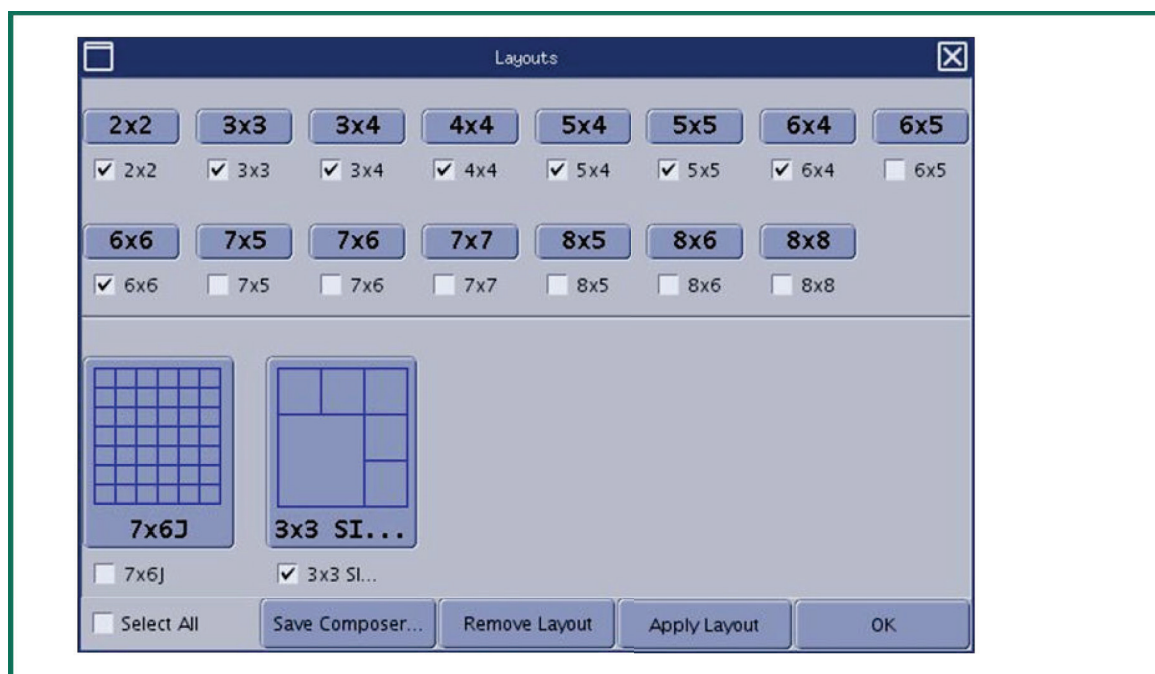 Layouts
2x2 3x3 3x4 4x4 5x4 5x5 6x4 6x5
2x2 3x3 3x4 4x4 5x4 5x5 6x4 6x5
6x6 7x5 7x6 7x7 8x5 8x6 8x8
6x6 7x5 7x6 7x7 8x5 8x6 8x8
7x6J 3x3 SI...
7x6J 3x3 SI...
Select All Save Composer... Remove Layout Apply Layout OK